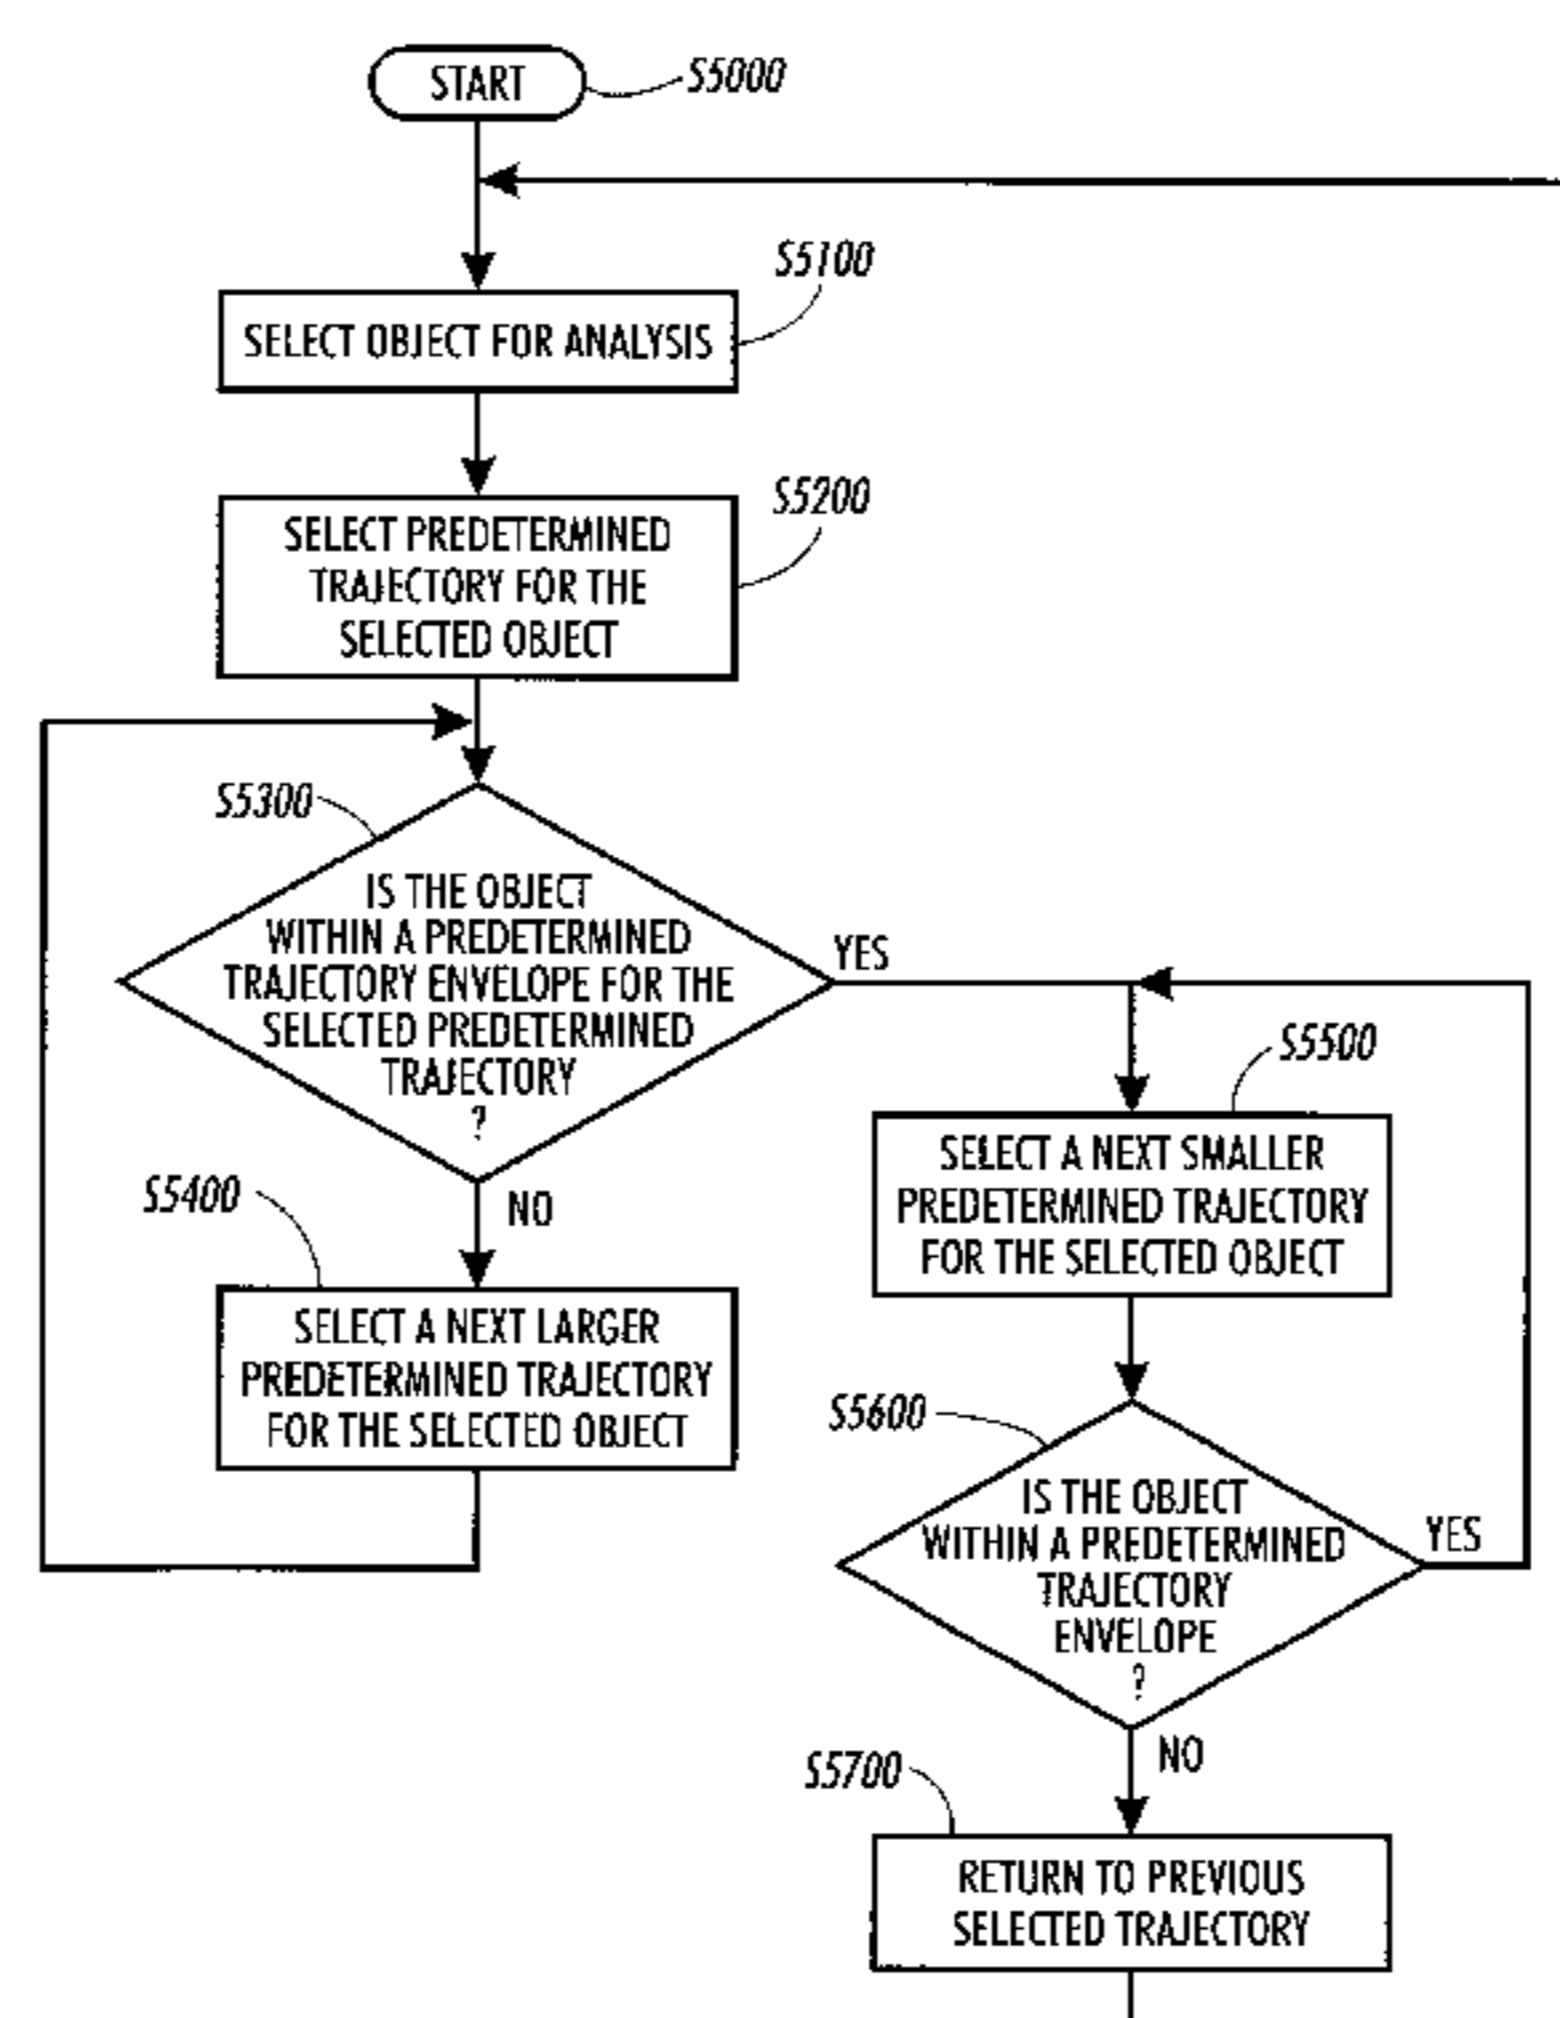 START
S5000
S5100
SELECT OBJECT FOR ANALYSIS
S5200
SELECT PREDETERMINED
TRAJECTORY FOR THE
SELECTED OBJECT
S5300
IS THE OBJECT
WITHIN A PREDETERMINED
TRAJECTORY ENVELOPE FOR THE
SELECTED PREDETERMINED
TRAJECTORY
?
YES
NO
S5400
SELECT A NEXT LARGER
PREDETERMINED TRAJECTORY
FOR THE SELECTED OBJECT
S5500
SELECT A NEXT SMALLER
PREDETERMINED TRAJECTORY
FOR THE SELECTED OBJECT
S5600
IS THE OBJECT
WITHIN A PREDETERMINED
TRAJECTORY
ENVELOPE
?
YES
NO
S5700
RETURN TO PREVIOUS
SELECTED TRAJECTORY